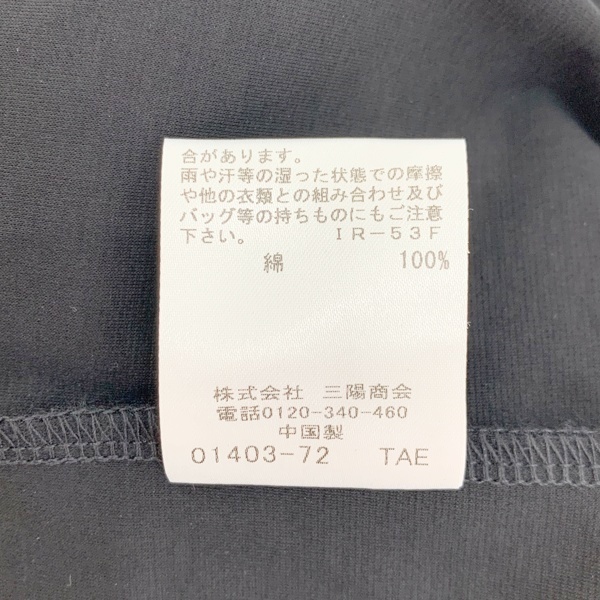 合があります。
雨や汗等の湿った状態での摩擦
や他の衣類との組み合わせ及び
バッグ等の持ちものにもご注意
下さい。 IR-53F
綿 100%
株式会社 三陽商会
電話0120-340-460
中国製
01403-72 TAE